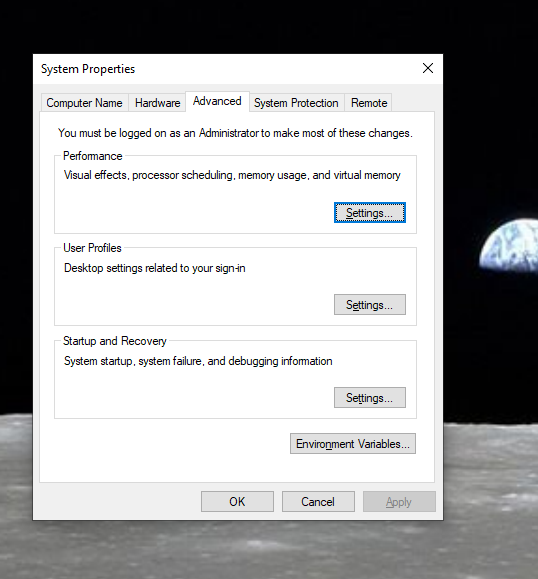 System Properties
Computer Name Hardware Advanced System Protection Remote
You must be logged on as an Administrator to make most of these changes.
Performance
Visual effects, processor scheduling, memory usage, and virtual memory
Settings...
User Profiles
Desktop settings related to your sign-in
Settings...
Startup and Recovery
System startup, system failure, and debugging information
Settings...
Environment Variables...
OK Cancel Apply